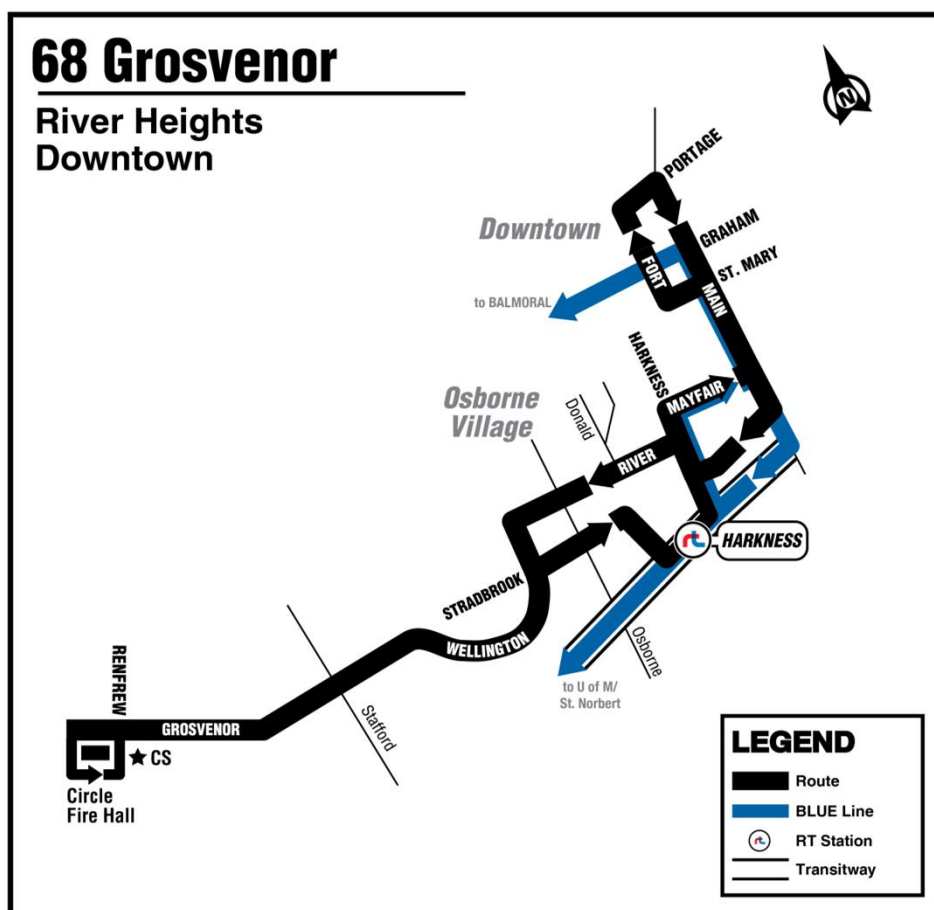 68 Grosvenor
River Heights
Downtown
N
PORTAGE
Downtown
GRAHAM
FORT
ST. MARY
to BALMORAL
MAIN
HARKNESS
MAYFAIR
Osborne
Village
Donald
RIVER
HARKNESS
STRADBROOK
WELLINGTON
Osborne
to U of M/
St. Norbert
RENFREW
Stafford
GROSVENOR
CS
Circle
Fire Hall
LEGEND
Route
BLUE Line
rt
RT Station
Transitway